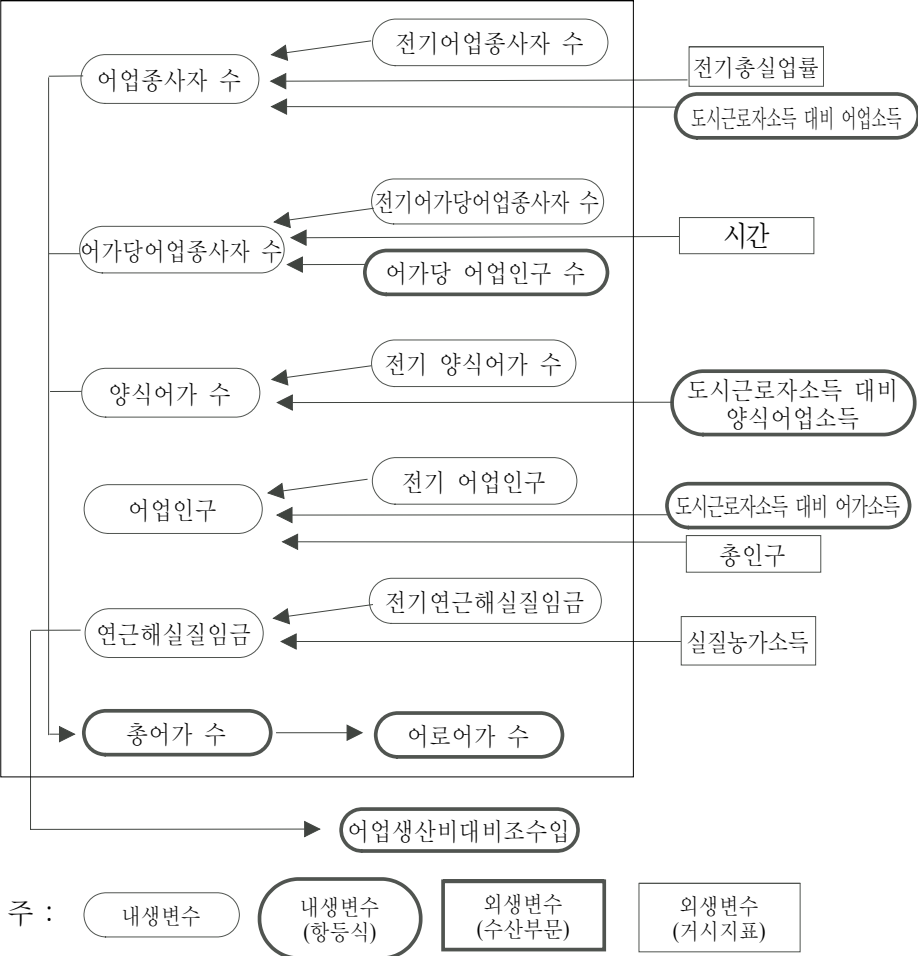 전기어업종사자 수
어업종사자 수
전기총실업률
도시근로자소득 대비 어업소득
전기어가당어업종사자 수
어가당어업종사자 수
시간
어가당 어업인구 수
전기 양식어가 수
양식어가 수
도시근로자소득 대비
양식어업소득
전기 어업인구
어업인구
도시근로자소득 대비 어가소득
총인구
전기연근해실질임금
연근해실질임금
실질농가소득
총어가 수
어로어가 수
어업생산비대비조수입
주 :
내생변수
내생변수
(항등식)
외생변수
(수산부문)
외생변수
(거시지표)